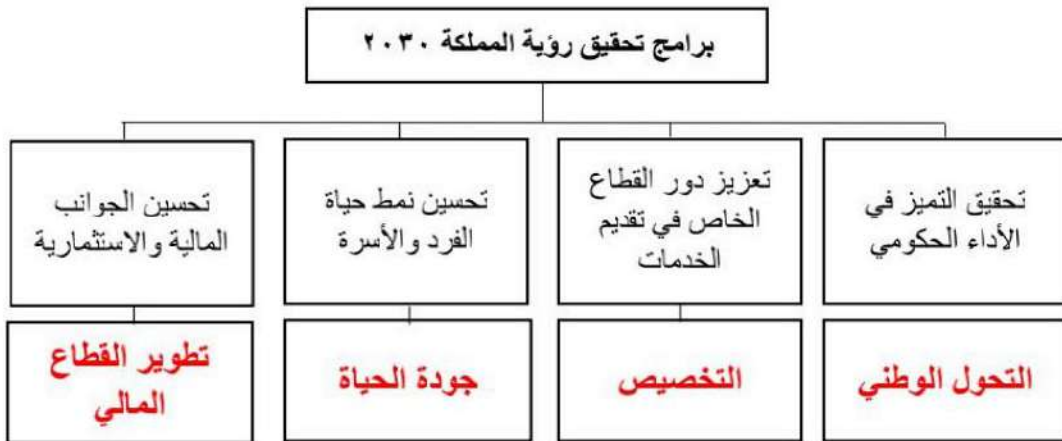 برامج تحقيق رؤية المملكة ٢٠٣٠
تحقيق التميز في
الأداء الحكومي
تعزيز دور القطاع
الخاص في تقديم
الخدمات
تحسين نمط حياة
الفرد والأسرة
تحسين الجوانب
المالية والاستثمارية
التحول الوطني
التخصيص
جودة الحياة
تطوير القطاع
المالي